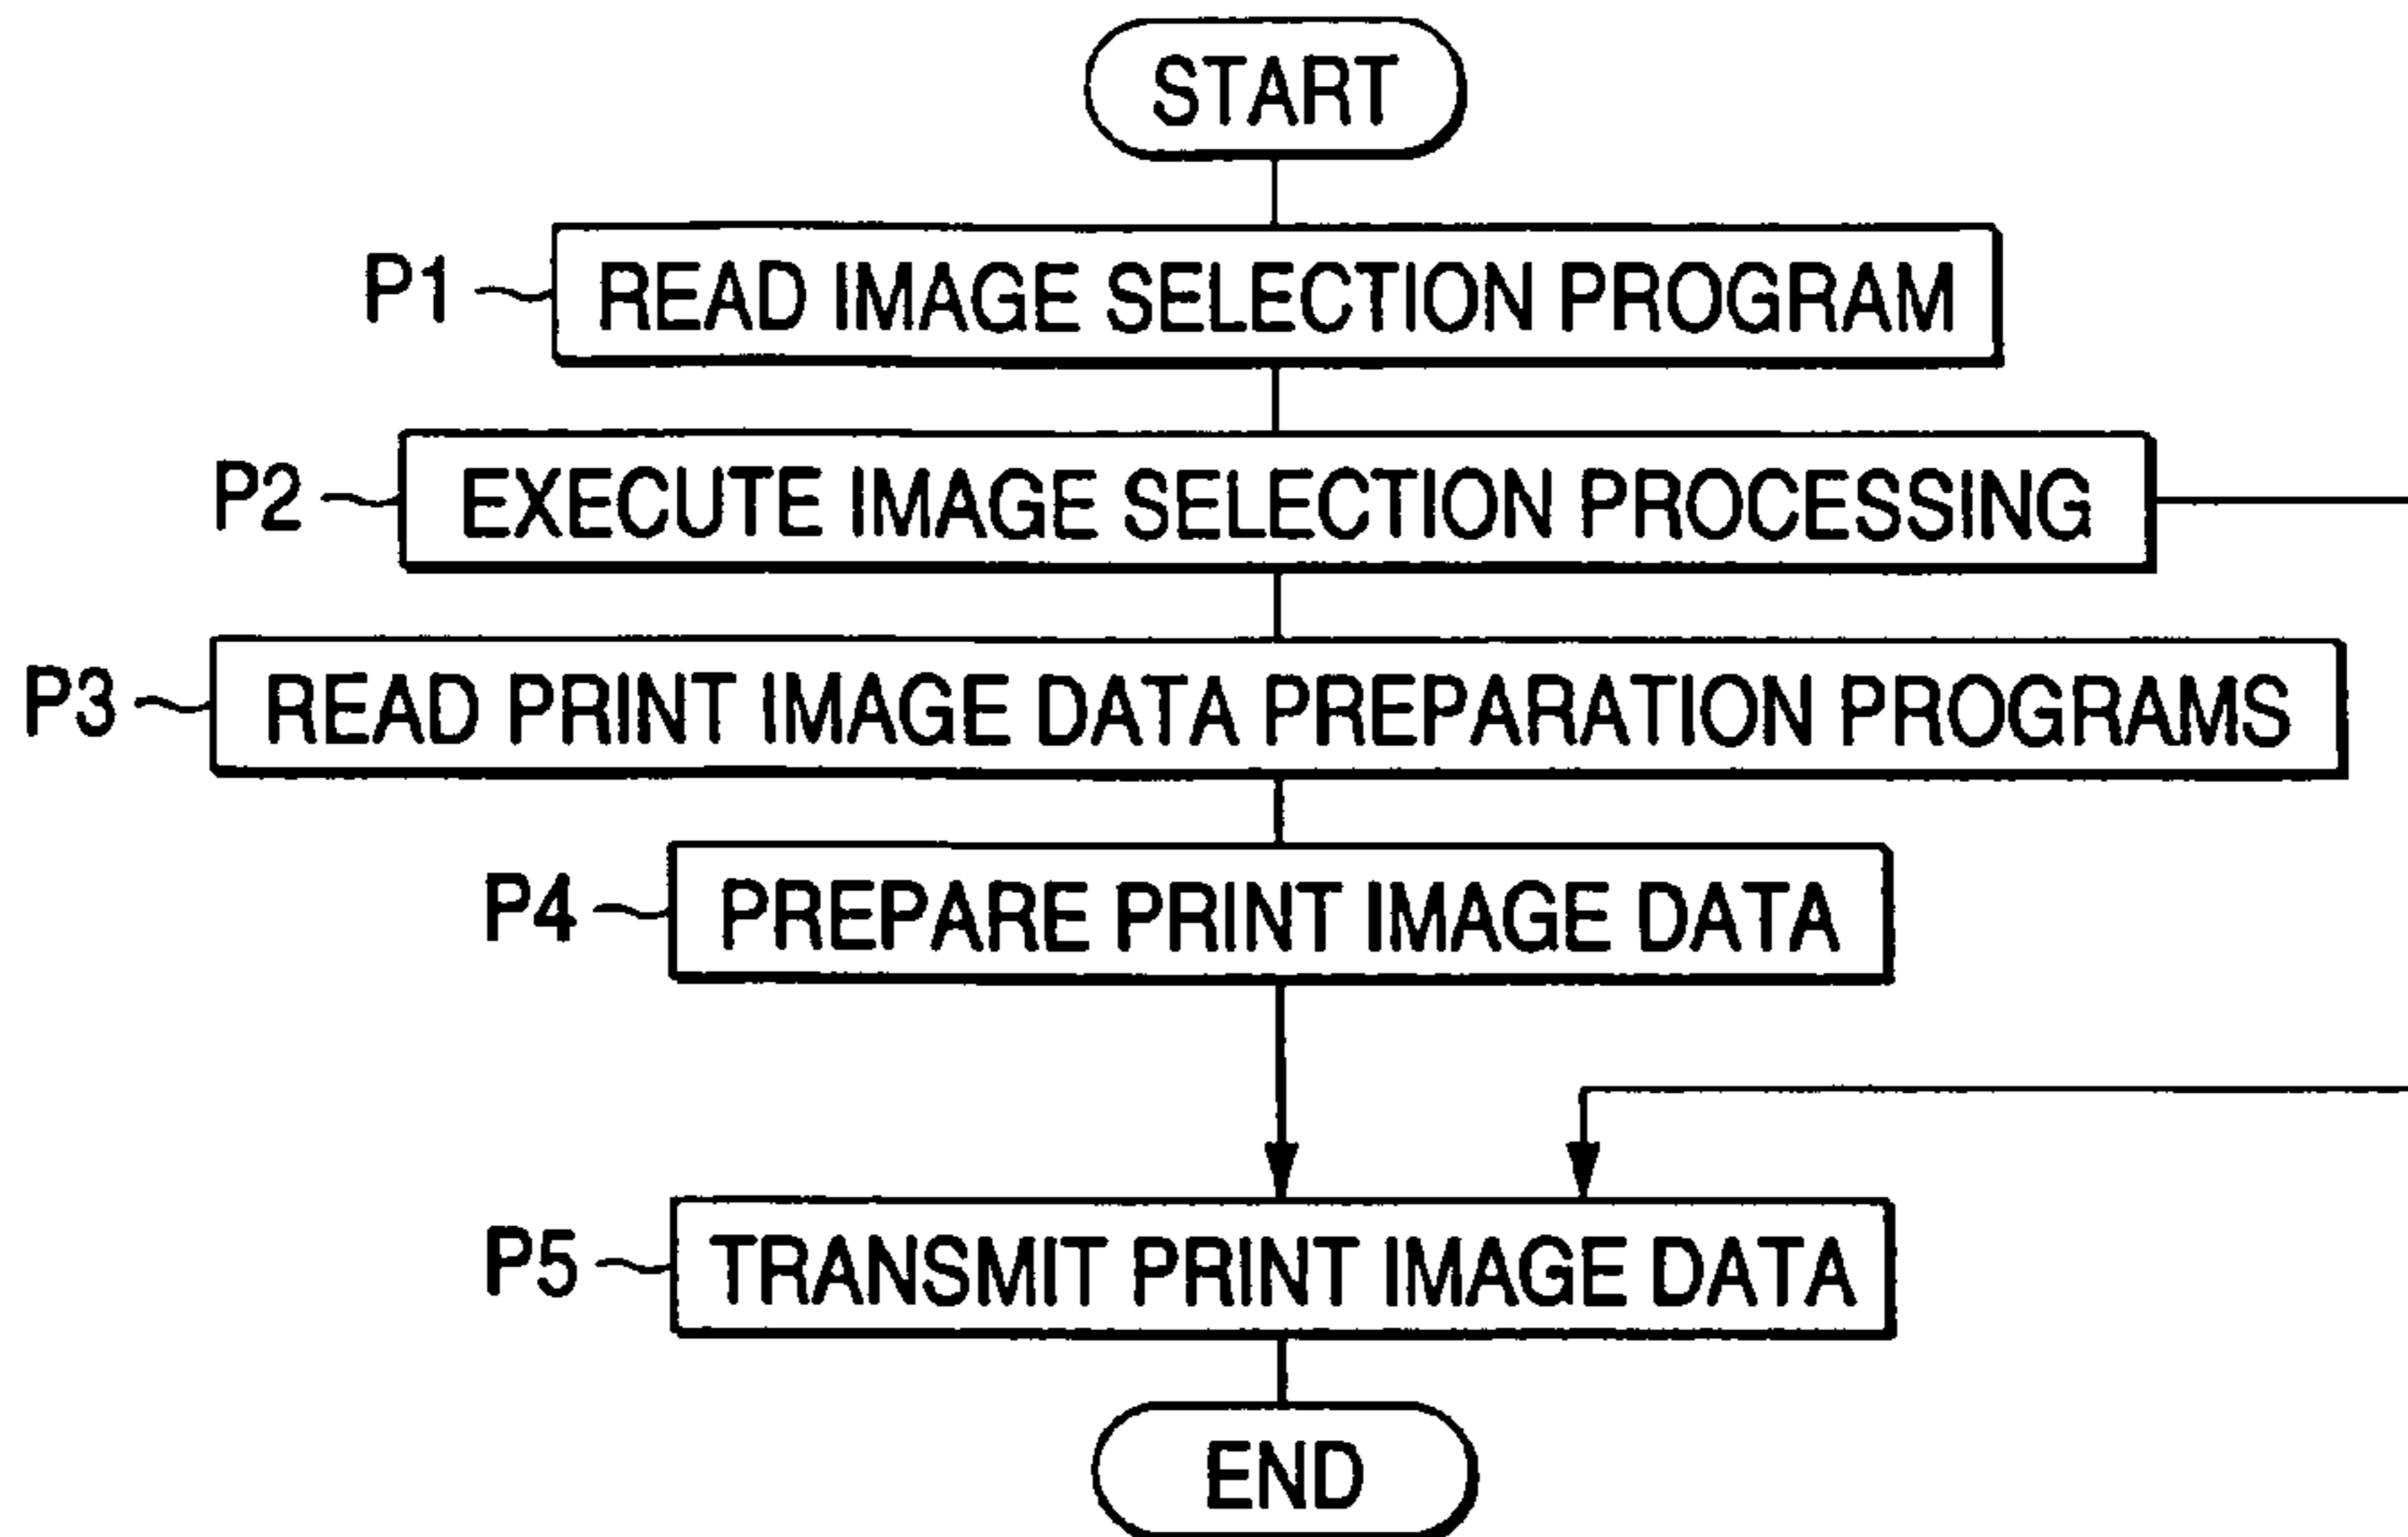 START
P1 READ IMAGE SELECTION PROGRAM
P2 EXECUTE IMAGE SELECTION PROCESSING
P3 READ PRINT IMAGE DATA PREPARATION PROGRAMS
P4 PREPARE PRINT IMAGE DATA
P5 TRANSMIT PRINT IMAGE DATA
END